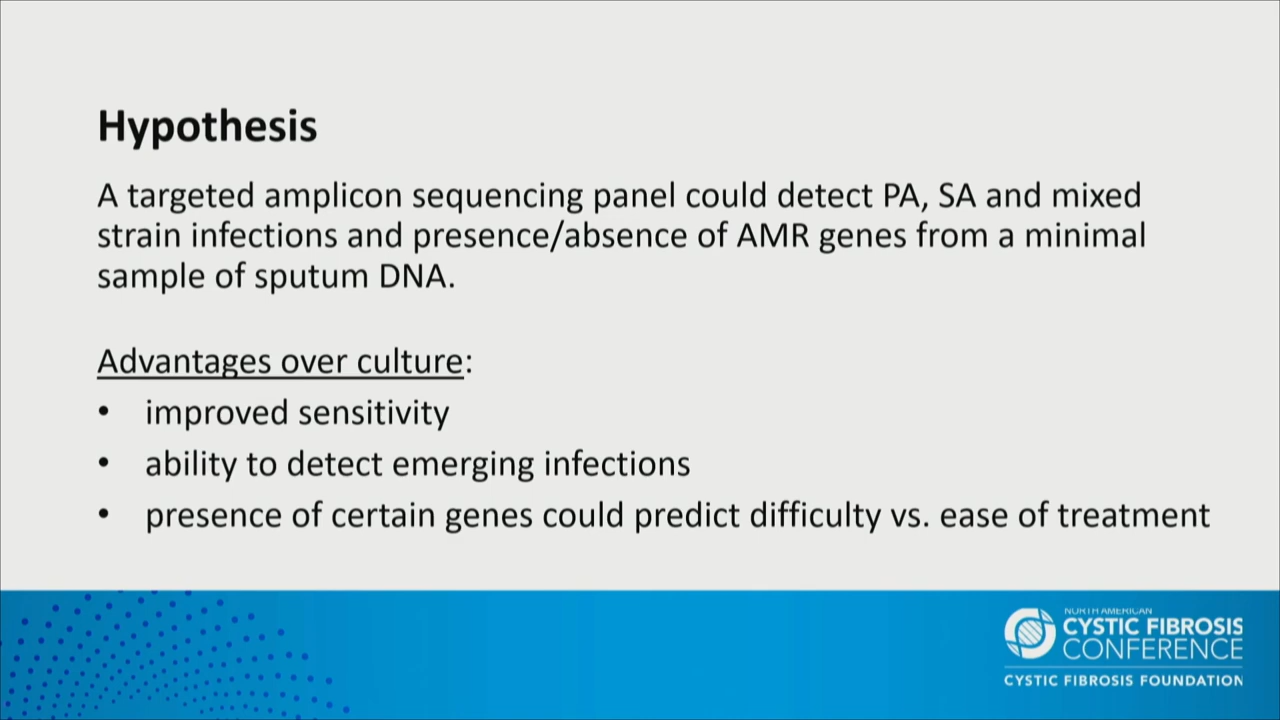 Hypothesis
A targeted amplicon sequencing panel could detect PA, SA and mixed
strain infections and presence/absence of AMR genes from a minimal
sample of sputum DNA.
Advantages over culture:
• improved sensitivity
• ability to detect emerging infections
• presence of certain genes could predict difficulty vs. ease of treatment
NORTH AMERICAN
CYSTIC FIBROSIS
CONFERENCE
CYSTIC FIBROSIS FOUNDATION